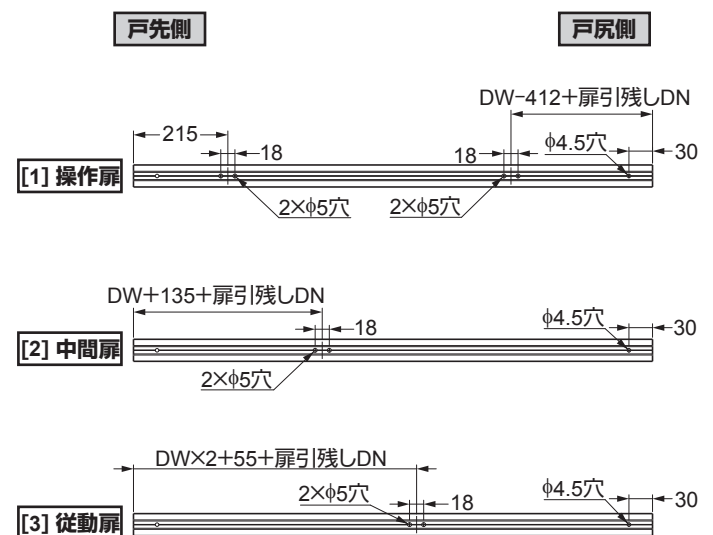 戸先側
戸尻側
DW-412+扉引残しDN
215
18
18
φ4.5穴
30
[1] 操作扉
2×φ5穴
2×φ5穴
DW+135+扉引残しDN
18
φ4.5穴
30
[2] 中間扉
2×φ5穴
DW×2+55+扉引残しDN
2×φ5穴
18
φ4.5穴
30
[3] 従動扉